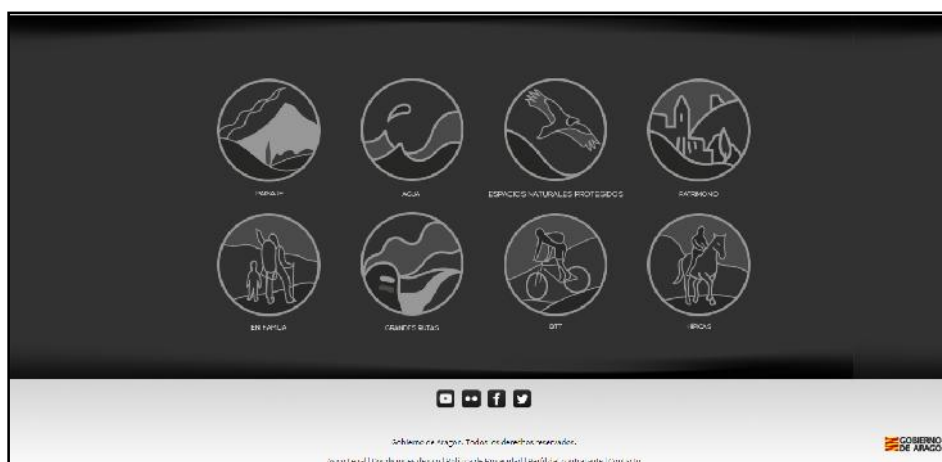 PAISAJE
AGUA
ESPACIOS NATURALES PROTEGIDOS
PATRIMONIO
EN FAMILIA
GRANDES RUTAS
BTT
HÍPICAS
Gobierno de Aragón. Todos los derechos reservados.
GOBIERNO
DE ARAGO